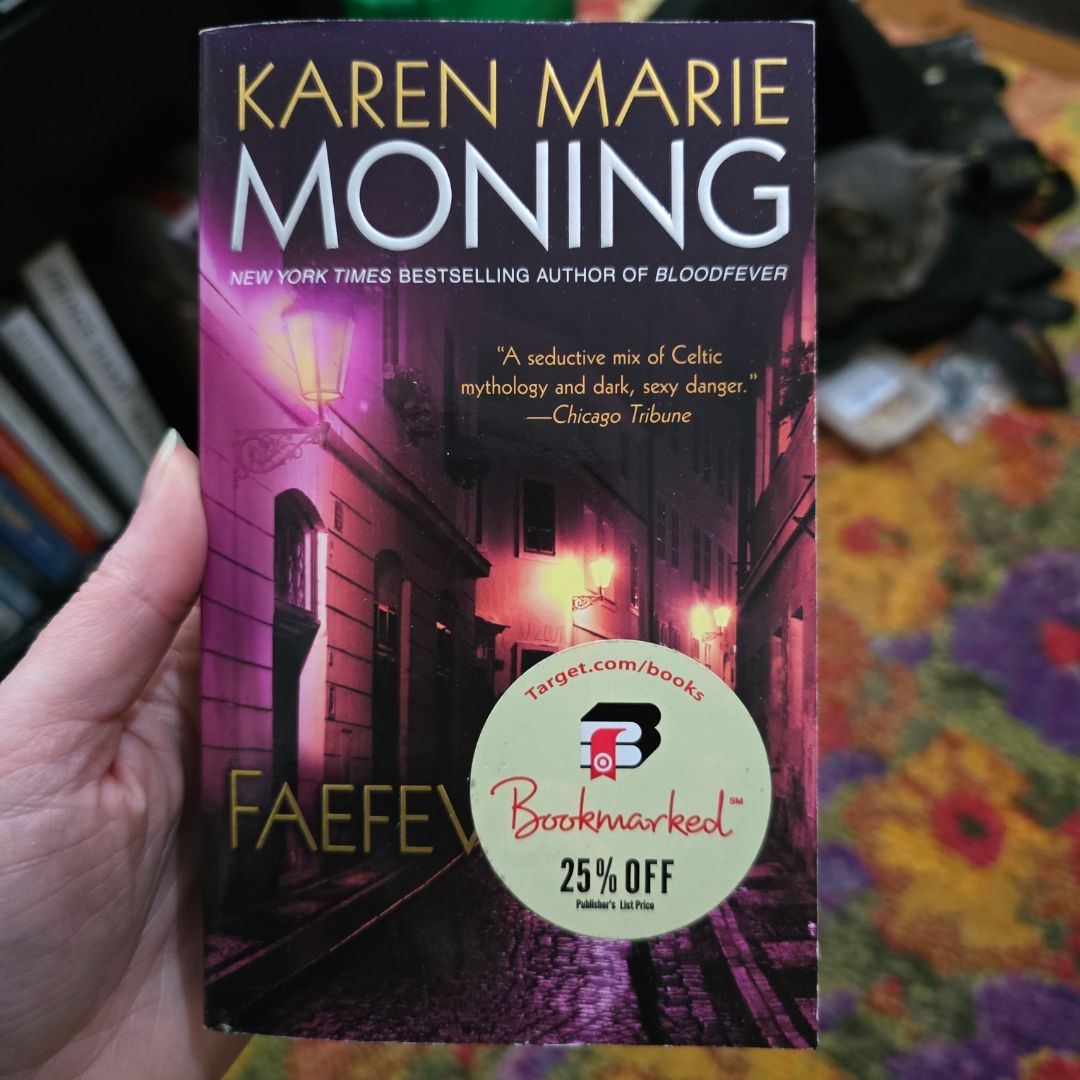 KAREN MARIE
MONING
NEW YORK TIMES BESTSELLING AUTHOR OF BLOODFEVER
“A seductive mix of Celtic
mythology and dark, sexy danger.”
—Chicago Tribune
Target.com/books
B
Bookmarked℠
FAEFEV
25% OFF
Publisher's List Price